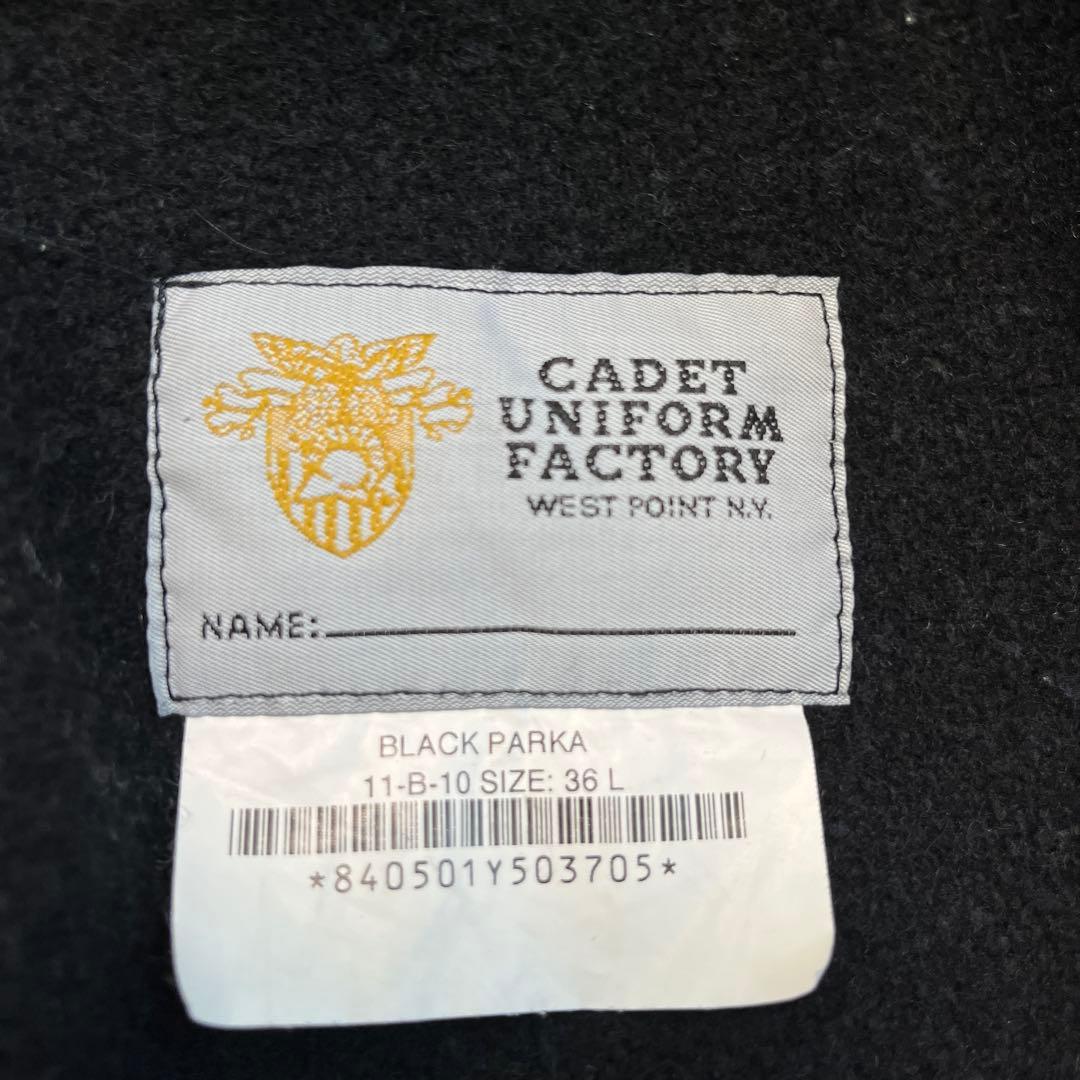 CADET
UNIFORM
FACTORY
WEST POINT N.Y.
NAME:
BLACK PARKA
11-B-10 SIZE: 36 L
*840501Y503705*